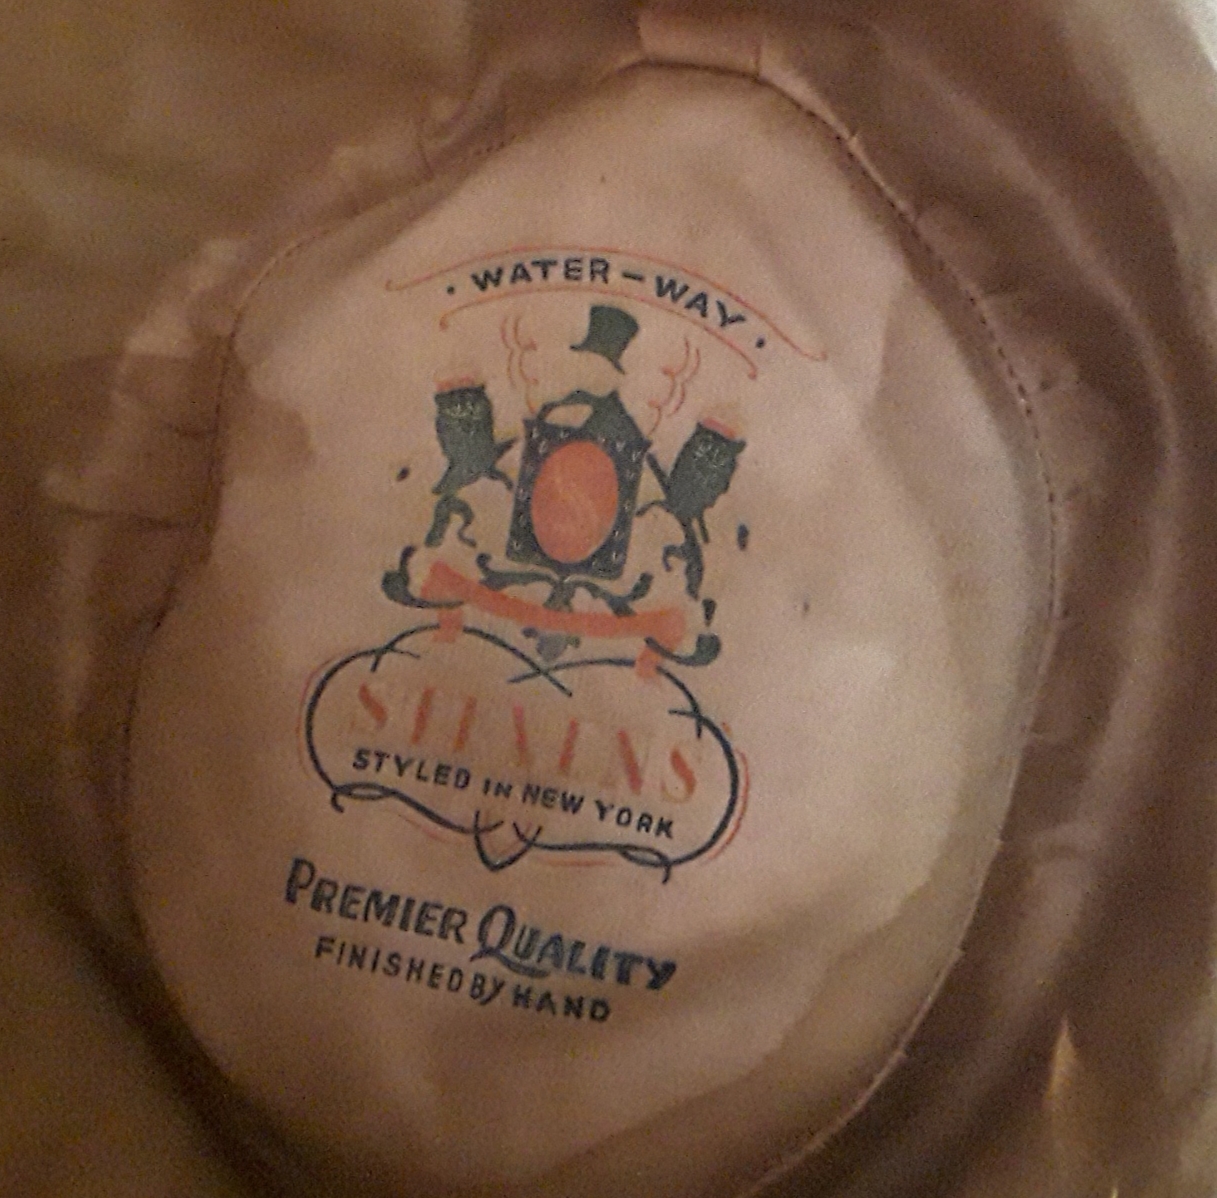 · WATER-WAY ·
STEVENS
STYLED IN NEW YORK
PREMIER QUALITY
FINISHED BY HAND